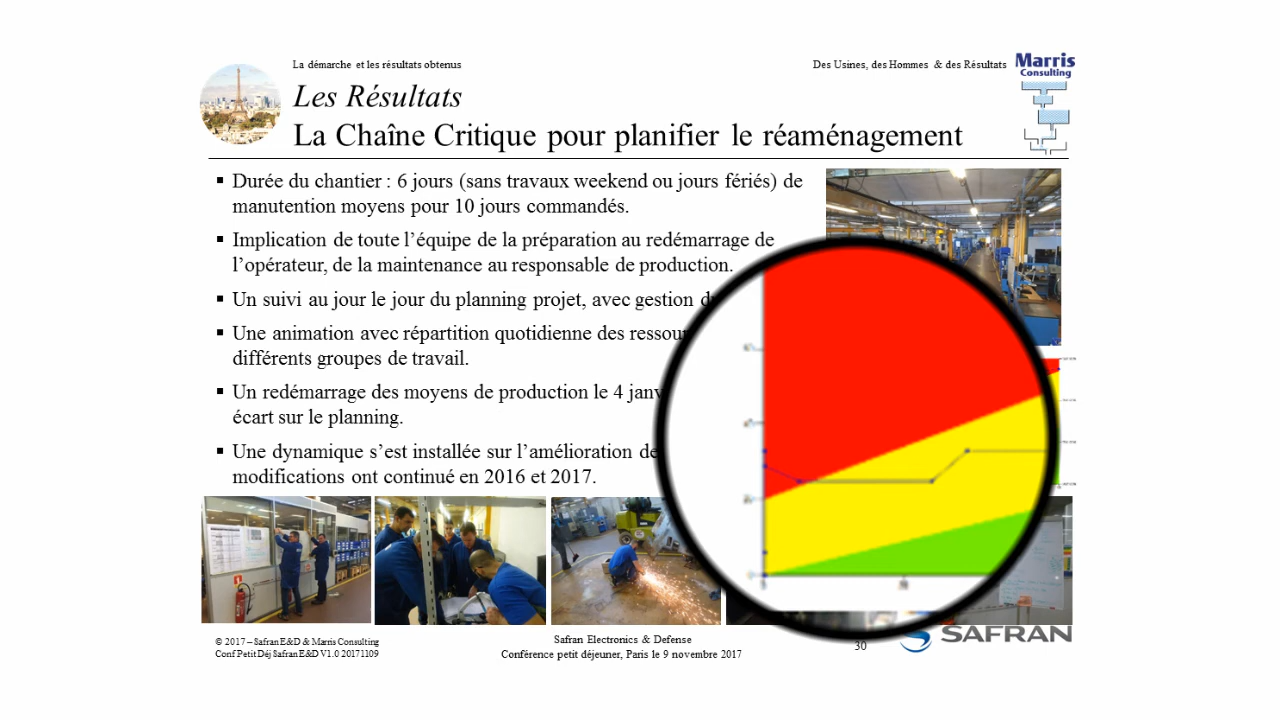 La démarche et les résultats obtenus
Des Usines, des Hommes & des Résultats
Marris
Consulting
Les Résultats
La Chaîne Critique pour planifier le réaménagement
▪ Durée du chantier : 6 jours (sans travaux weekend ou jours fériés) de
manutention moyens pour 10 jours commandés.
▪ Implication de toute l’équipe de la préparation au redémarrage de
l’opérateur, de la maintenance au responsable de production.
▪ Un suivi au jour le jour du planning projet, avec gestion
▪ Une animation avec répartition quotidienne des
différents groupes de travail.
▪ Un redémarrage des moyens de production le 4
écart sur le planning.
▪ Une dynamique s’est installée sur l’amélioration
modifications ont continué en 2016 et 2017.
© 2017 – Safran E&D & Marris Consulting
Conf Petit Déj Safran E&D V1.0 20171109
Safran Electronics & Defense
Conférence petit déjeuner, Paris le 9 novembre 2017
30
SAFRAN